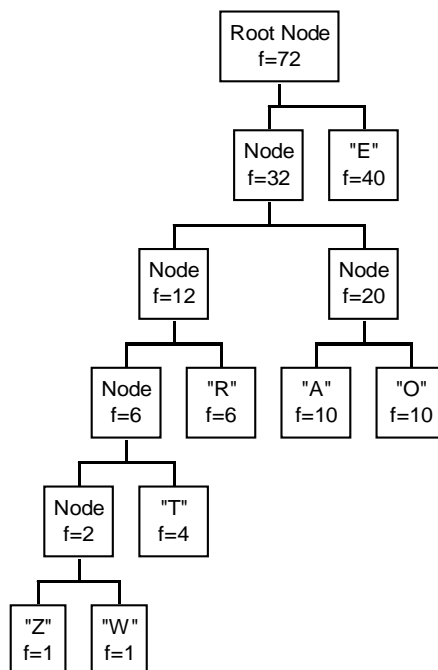 Root Node
f=72
Node
f=32
"E"
f=40
Node
f=12
Node
f=20
Node
f=6
"R"
f=6
"A"
f=10
"O"
f=10
Node
f=2
"T"
f=4
"Z"
f=1
"W"
f=1